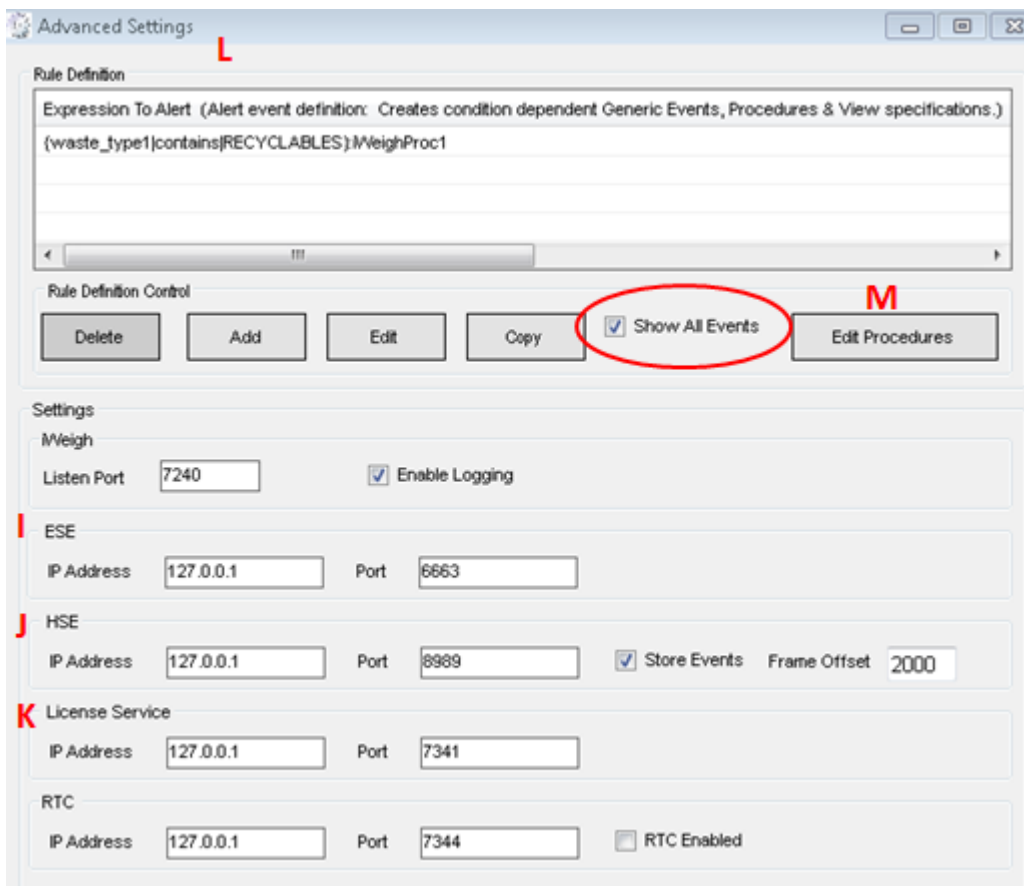 Advanced Settings
L
Rule Definition
Expression To Alert (Alert event definition: Creates condition dependent Generic Events, Procedures & View specifications.)
{waste_type1|contains|RECYCLABLES}:iWeighProc1
Rule Definition Control
M
Delete Add Edit Copy Show All Events Edit Procedures
Settings
iWeigh
Listen Port 7240 Enable Logging
I ESE
IP Address 127.0.0.1 Port 6663
J HSE
IP Address 127.0.0.1 Port 8989 Store Events Frame Offset 2000
K License Service
IP Address 127.0.0.1 Port 7341
RTC
IP Address 127.0.0.1 Port 7344 RTC Enabled